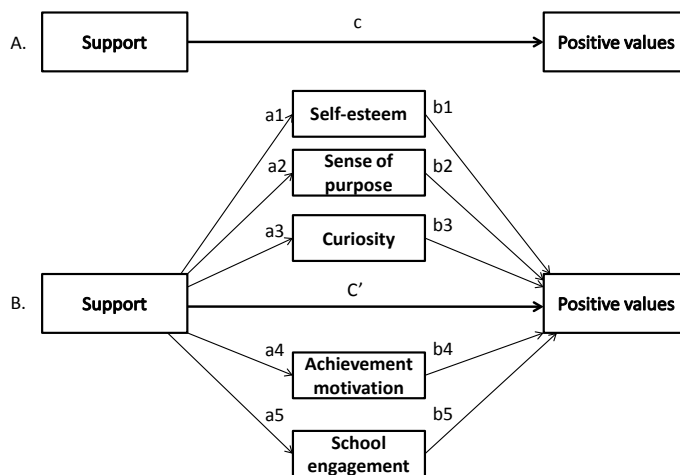 c
A.
Support
Positive values
a1
Self-esteem
b1
a2
Sense of
purpose
b2
a3
Curiosity
b3
B.
Support
C’
Positive values
a4
Achievement
motivation
b4
a5
School
engagement
b5